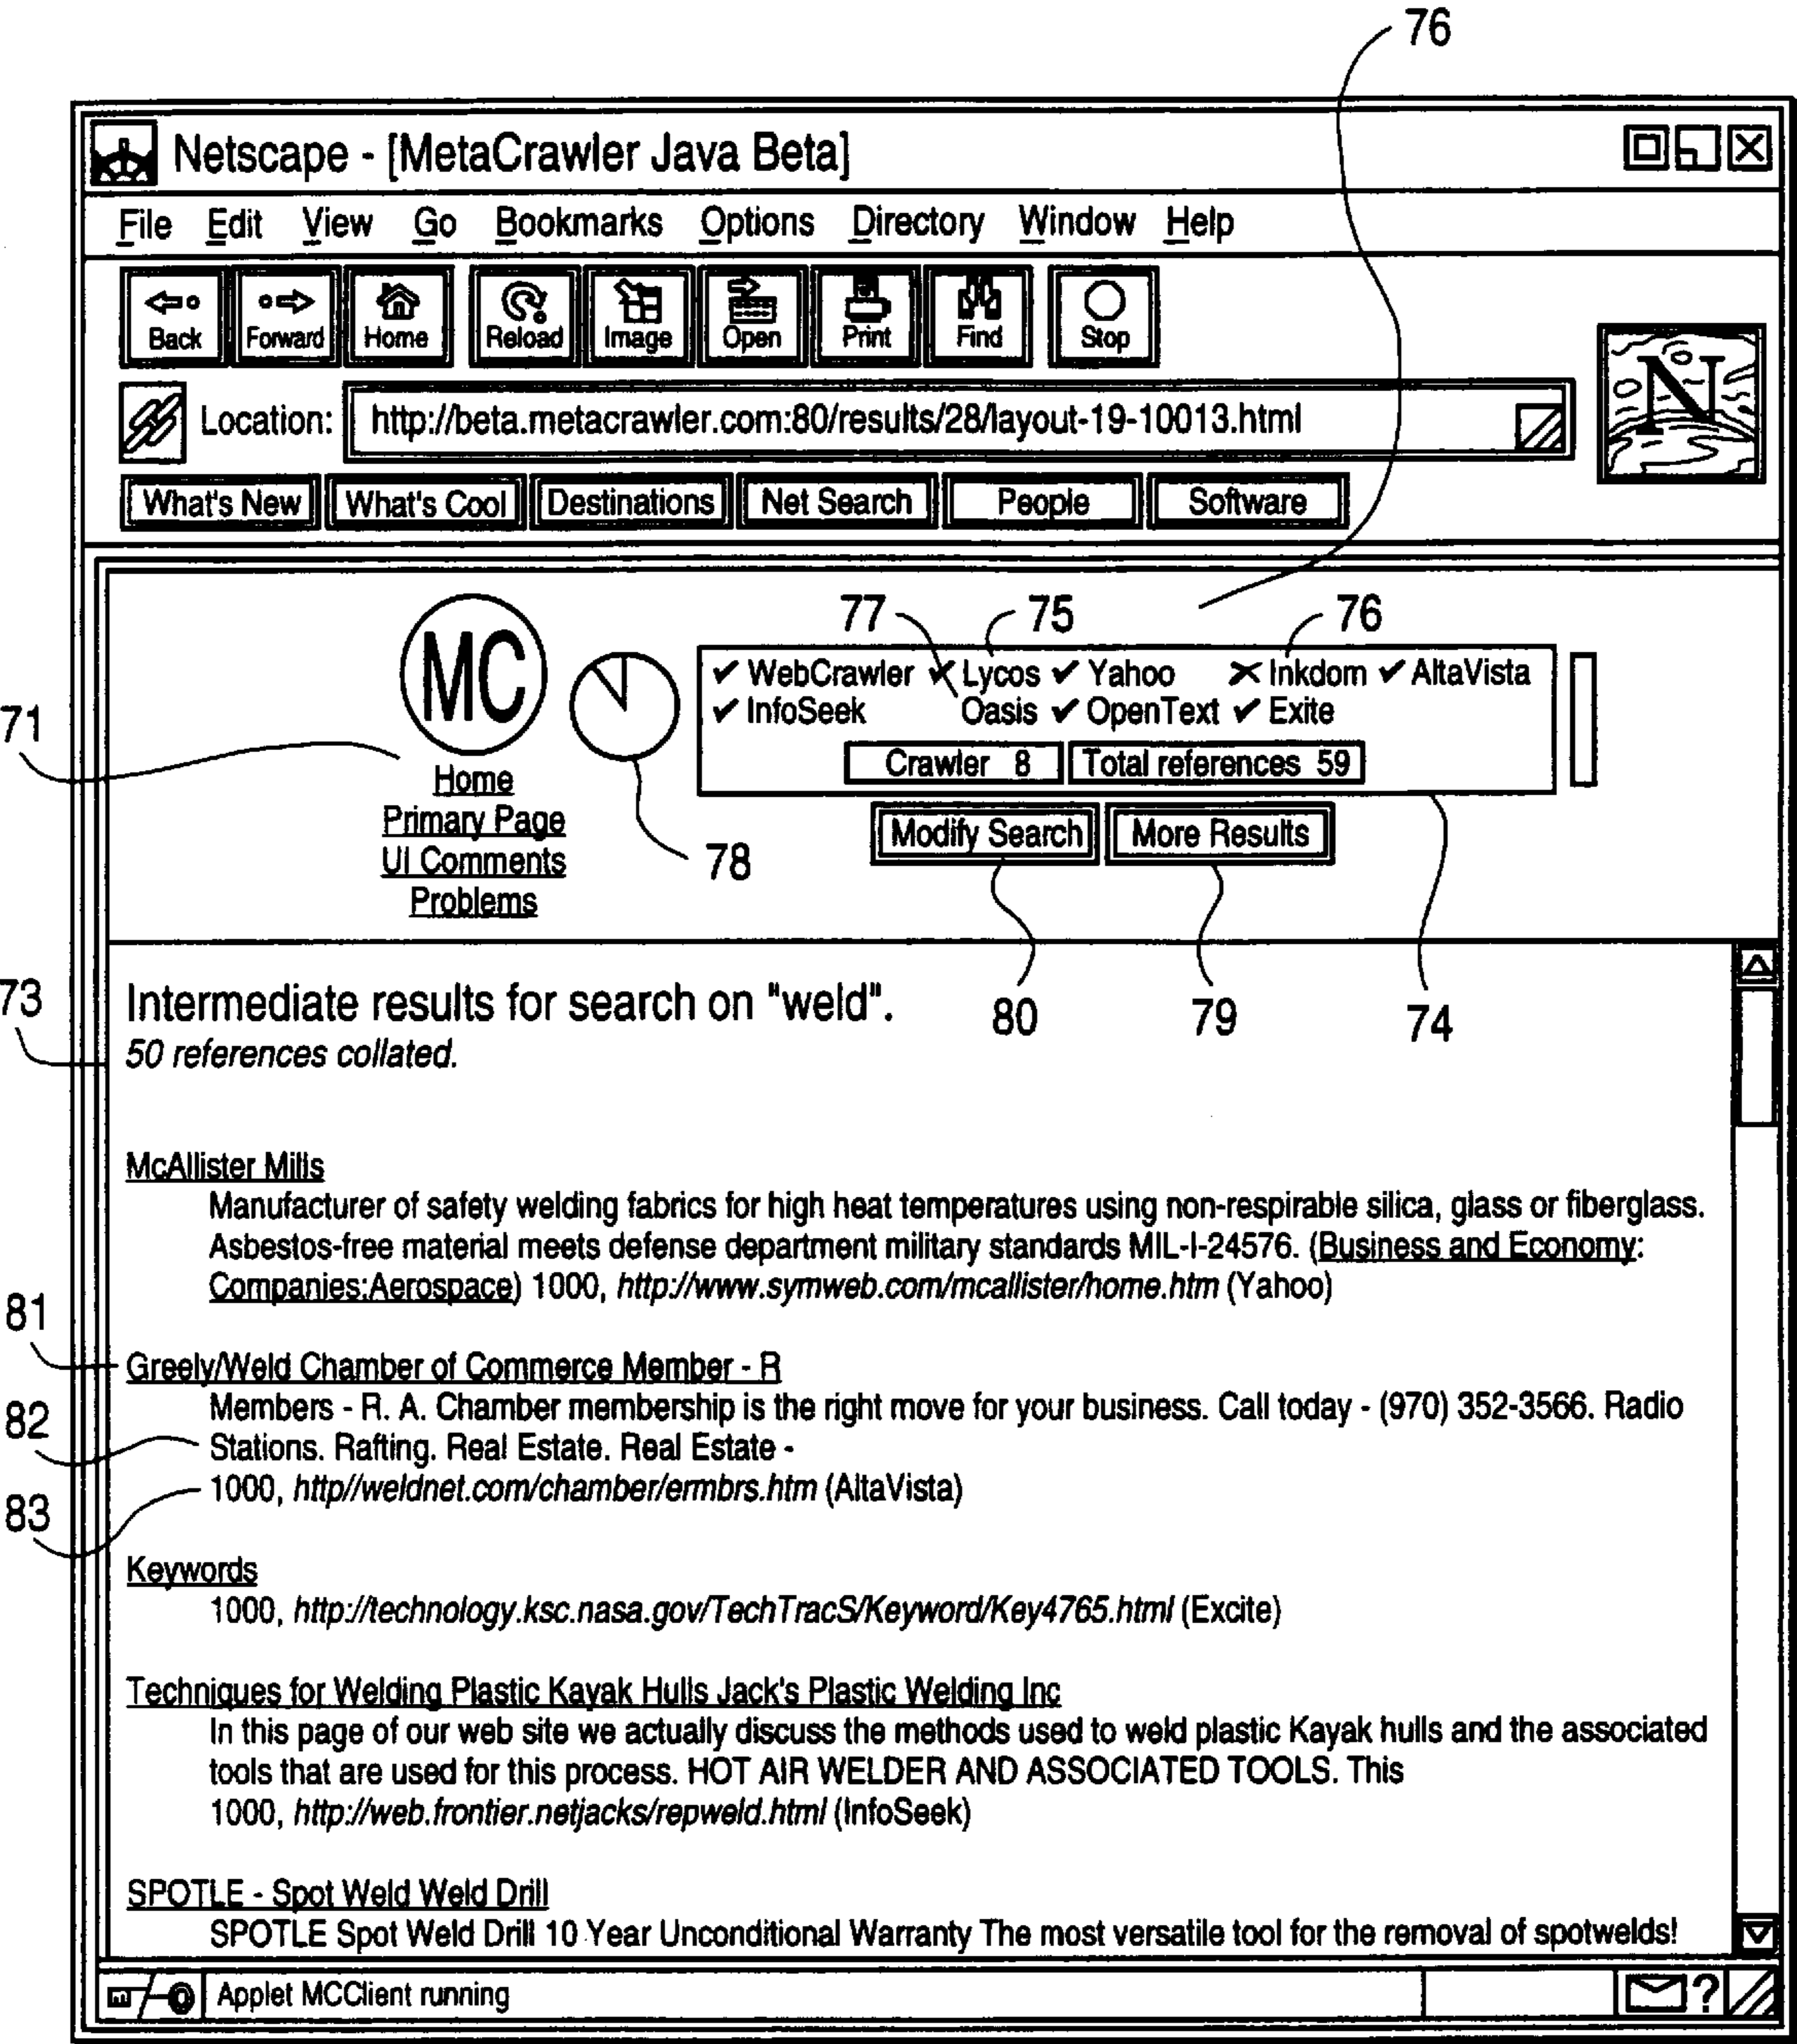 76
Netscape - [MetaCrawler Java Beta]
File Edit View Go Bookmarks Options Directory Window Help
Back Forward Home Reload Image Open Print Find Stop
N
Location: http://beta.metacrawler.com:80/results/28/layout-19-10013.html
What's New What's Cool Destinations Net Search People Software
77 75 76
MC
WebCrawler Lycos Yahoo Inkdom AltaVista
InfoSeek Oasis OpenText Exite
71
Crawler 8 Total references 59
Home
Primary Page
Modify Search More Results
UI Comments
78
Problems
73
Intermediate results for search on "weld".
80 79 74
50 references collated.
McAllister Mills
Manufacturer of safety welding fabrics for high heat temperatures using non-respirable silica, glass or fiberglass.
Asbestos-free material meets defense department military standards MIL-I-24576. (Business and Economy:
Companies:Aerospace) 1000, http://www.symweb.com/mcallister/home.htm (Yahoo)
81
Greely/Weld Chamber of Commerce Member - R
Members - R. A. Chamber membership is the right move for your business. Call today - (970) 352-3566. Radio
82
Stations. Rafting. Real Estate. Real Estate -
1000, http//weldnet.com/chamber/ermbrs.htm (AltaVista)
83
Keywords
1000, http://technology.ksc.nasa.gov/TechTracS/Keyword/Key4765.html (Excite)
Techniques for Welding Plastic Kayak Hulls Jack's Plastic Welding Inc
In this page of our web site we actually discuss the methods used to weld plastic Kayak hulls and the associated
tools that are used for this process. HOT AIR WELDER AND ASSOCIATED TOOLS. This
1000, http://web.frontier.netjacks/repweld.html (InfoSeek)
SPOTLE - Spot Weld Weld Drill
SPOTLE Spot Weld Drill 10 Year Unconditional Warranty The most versatile tool for the removal of spotwelds!
Applet MCClient running
?